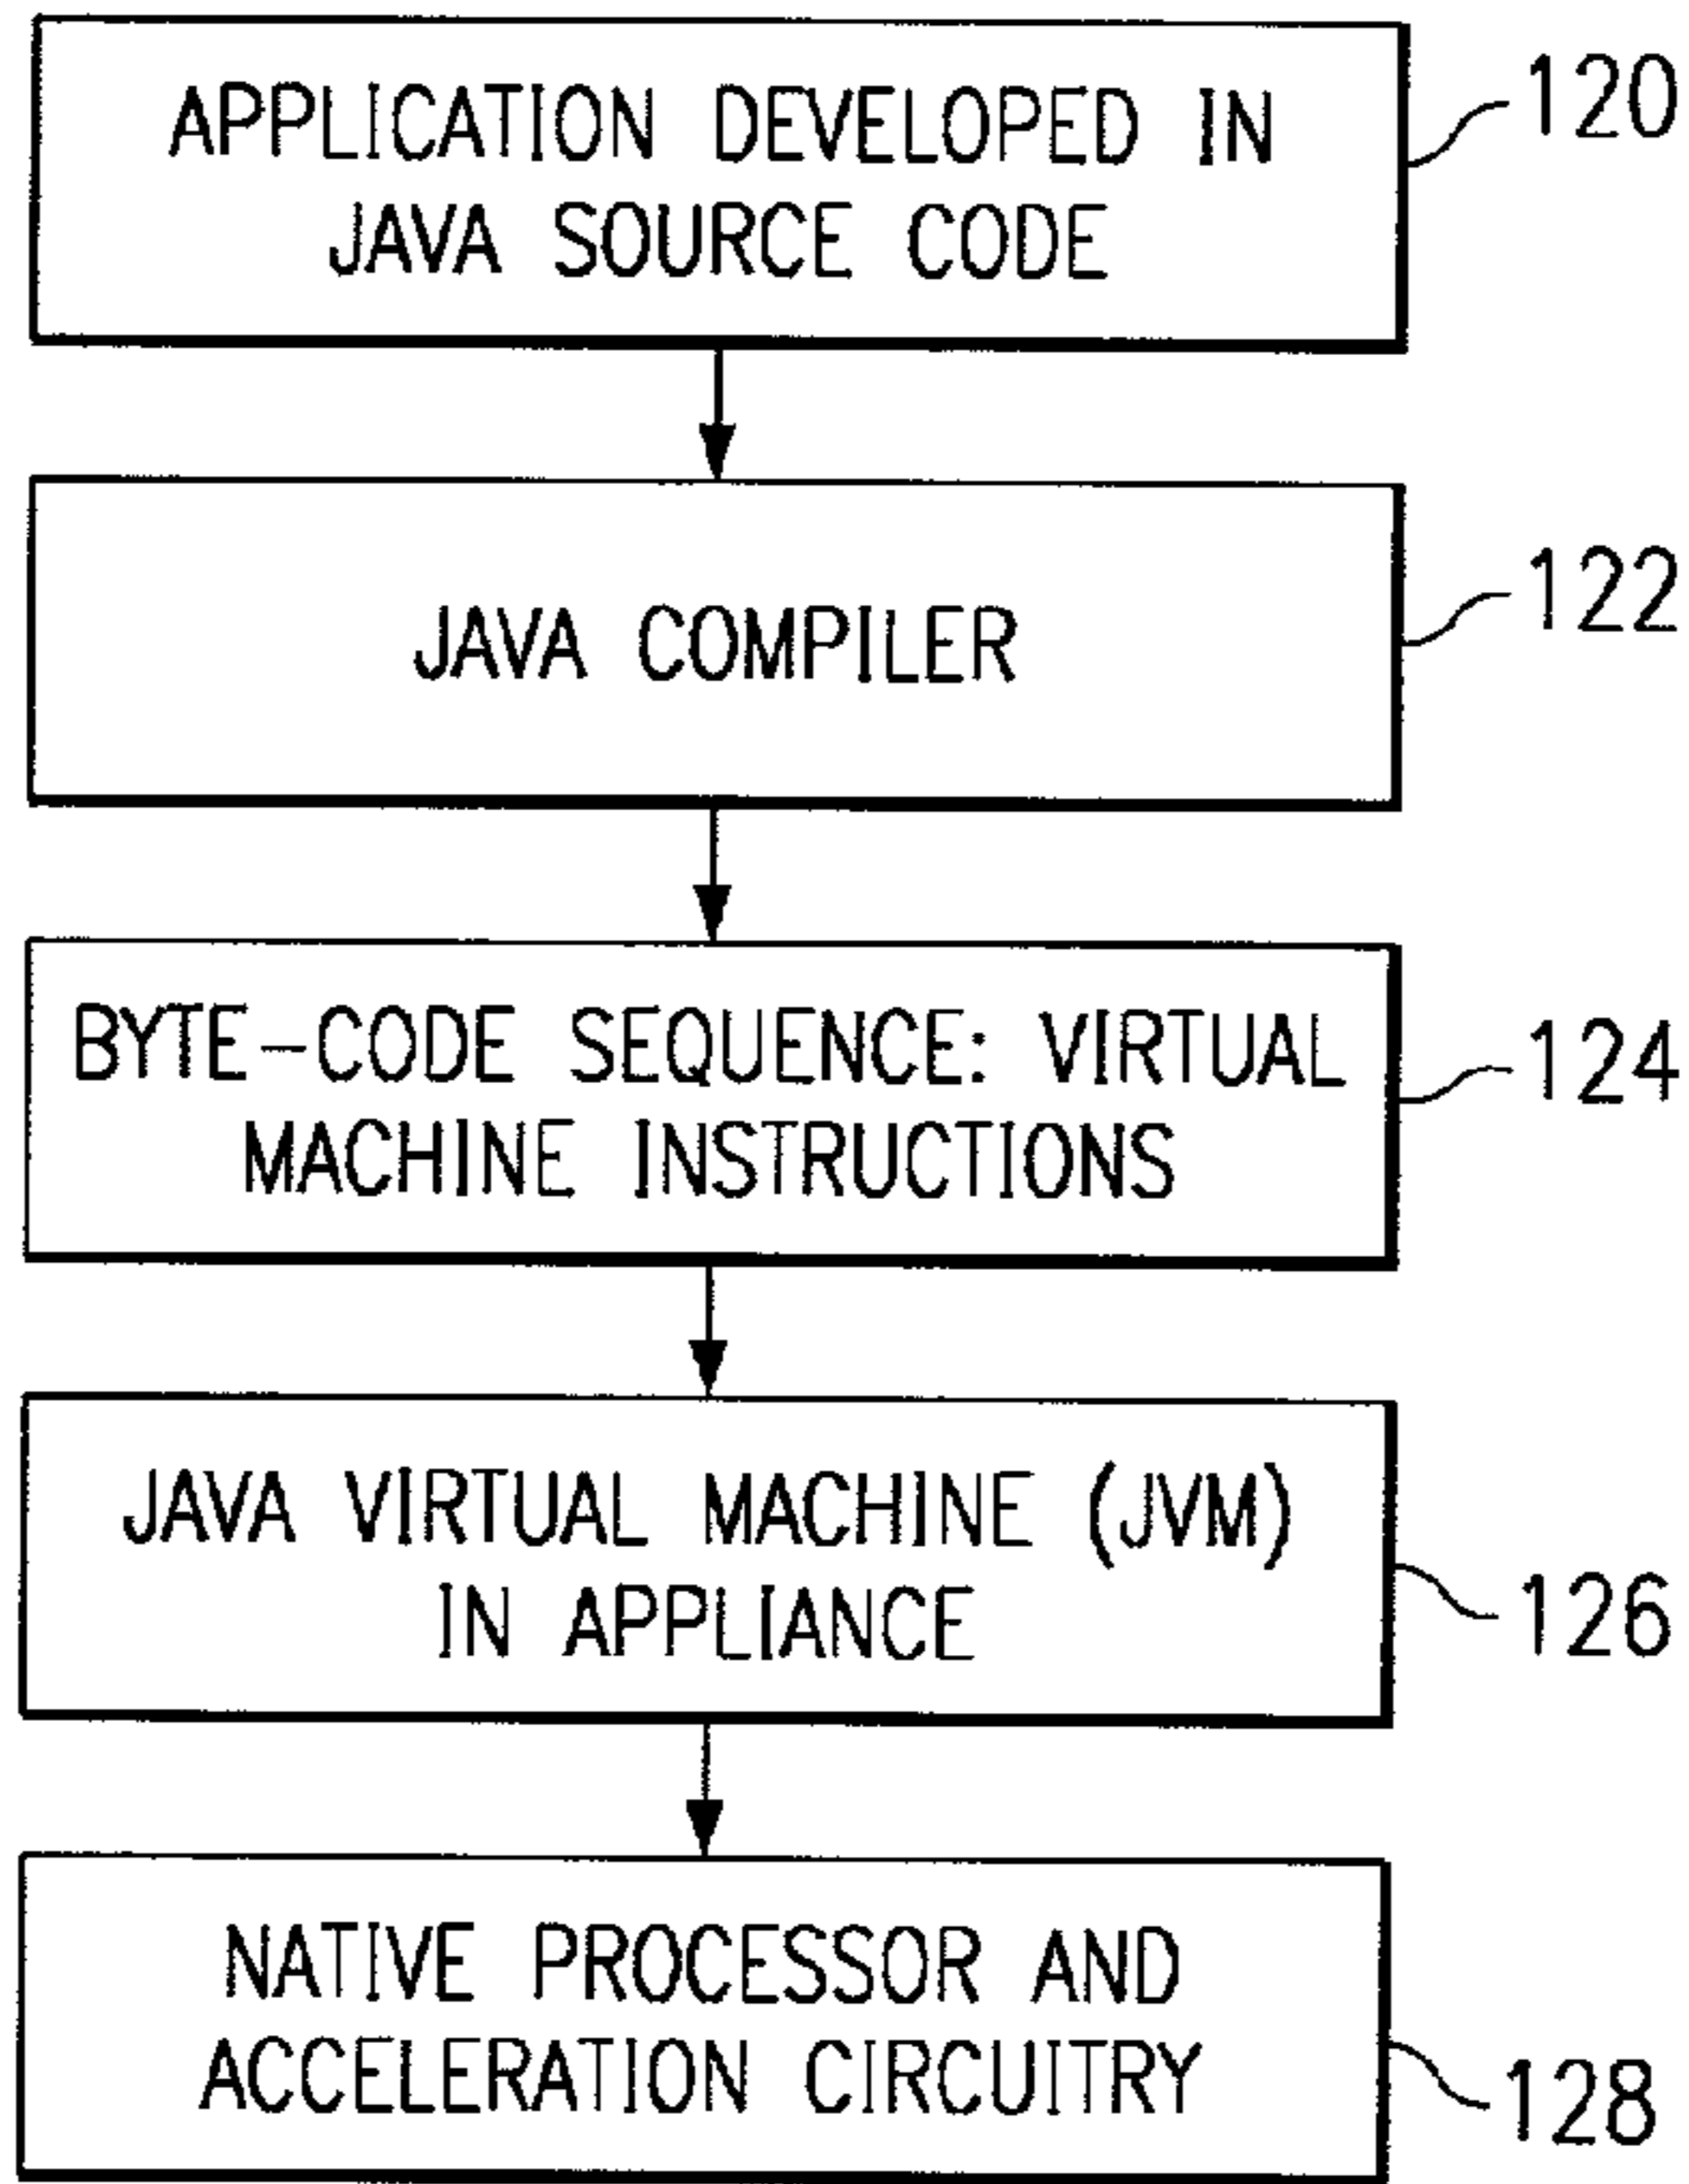 APPLICATION DEVELOPED IN
JAVA SOURCE CODE
120
JAVA COMPILER
122
BYTE-CODE SEQUENCE: VIRTUAL
MACHINE INSTRUCTIONS
124
JAVA VIRTUAL MACHINE (JVM)
IN APPLIANCE
126
NATIVE PROCESSOR AND
ACCELERATION CIRCUITRY
128